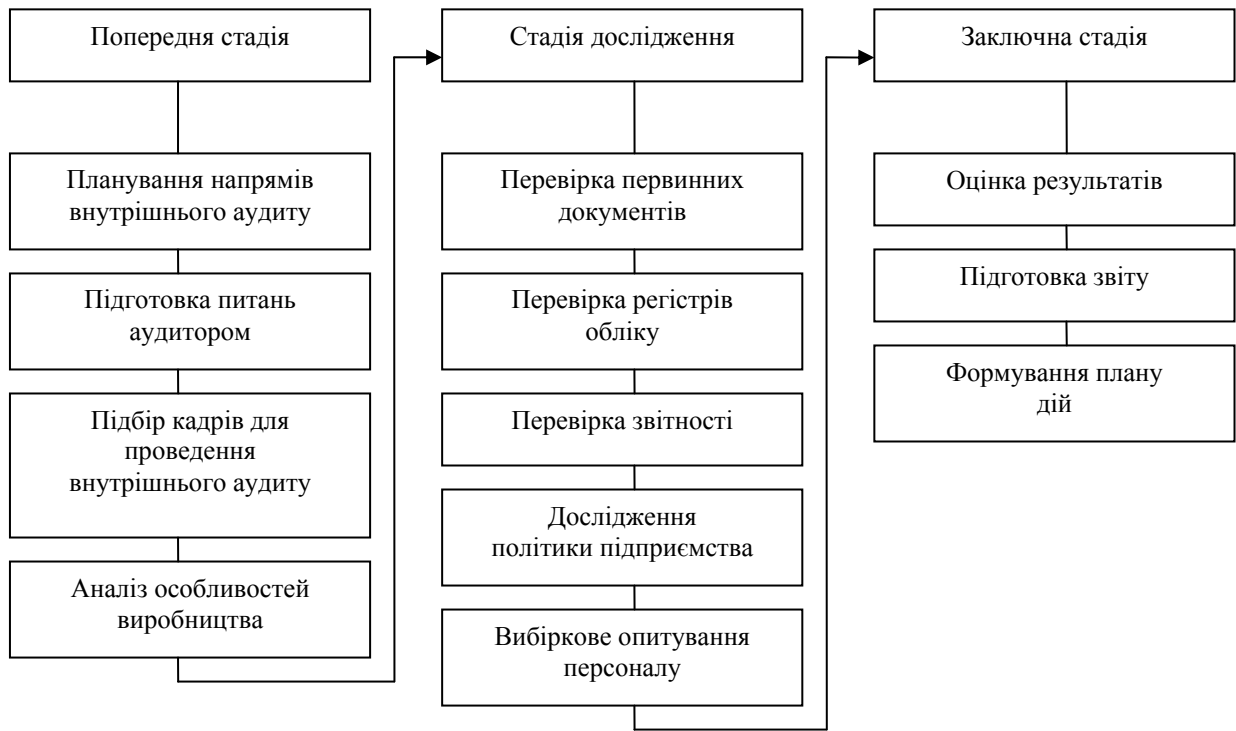 Попередня стадія
Планування напрямів
внутрішнього аудиту
Підготовка питань
аудитором
Підбір кадрів для
проведення
внутрішнього аудиту
Аналіз особливостей
виробництва
Стадія дослідження
Перевірка первинних
документів
Перевірка регістрів
обліку
Перевірка звітності
Дослідження
політики підприємства
Вибіркове опитування
персоналу
Заключна стадія
Оцінка результатів
Підготовка звіту
Формування плану
дій